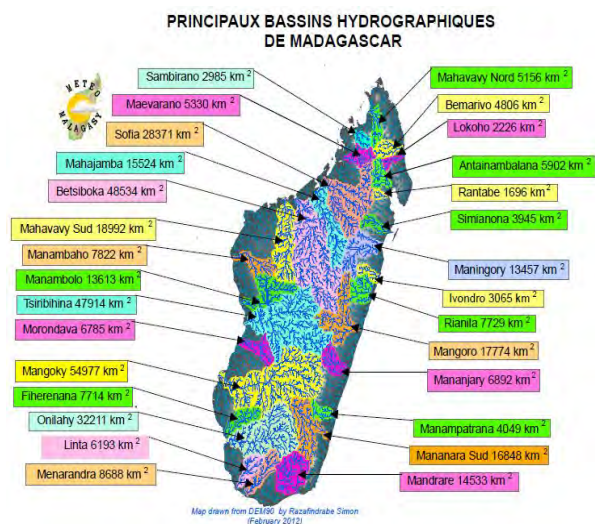 PRINCIPAUX BASSINS HYDROGRAPHIQUES
DE MADAGASCAR
METEO
MALAGASY
Sambirano 2985 km ²
Maevarano 5330 km ²
Sofia 28371 km ²
Mahajamba 15524 km ²
Betsiboka 48534 km ²
Mahavavy Sud 18992 km ²
Manambaho 7822 km ²
Manambolo 13613 km ²
Tsiribihina 47914 km ²
Morondava 6785 km ²
Mangoky 54977 km ²
Fiherenana 7714 km ²
Onilahy 32211 km ²
Linta 6193 km ²
Menarandra 8688 km ²
Mahavavy Nord 5156 km ²
Bemarivo 4806 km ²
Lokoho 2226 km ²
Antainambalana 5902 km ²
Rantabe 1696 km ²
Simianona 3945 km ²
Maningory 13457 km ²
Ivondro 3065 km ²
Rianila 7729 km ²
Mangoro 17774 km ²
Mananjary 6892 km ²
Manampatrana 4049 km ²
Mananara Sud 16848 km ²
Mandrare 14533 km ²
Map drawn from DEM90 by Razafindrabe Simon
(February 2012)